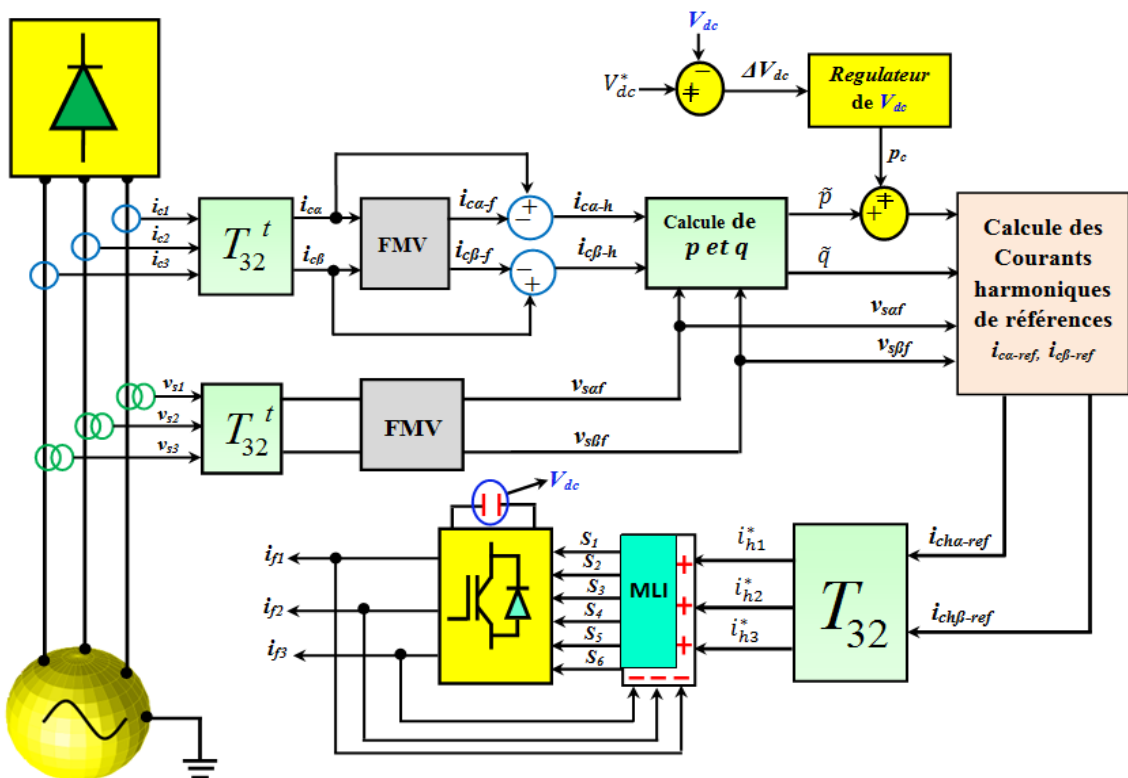 V_dc
V*_dc
ΔV_dc
Regulateur
de V_dc
p_c
i_c1
i_c2
i_c3
T_32^t
i_cα
i_cβ
FMV
i_cα-f
i_cβ-f
i_cα-h
i_cβ-h
Calcule de
p et q
p̃
q̃
Calcule des
Courants
harmoniques
de références
i_cα-ref, i_cβ-ref
v_sαf
v_sβf
v_s1
v_s2
v_s3
T_32^t
FMV
v_sαf
v_sβf
V_dc
i_f1
i_f2
i_f3
S_1
S_2
S_3
S_4
S_5
S_6
MLI
i*_h1
i*_h2
i*_h3
T_32
i_chα-ref
i_chβ-ref